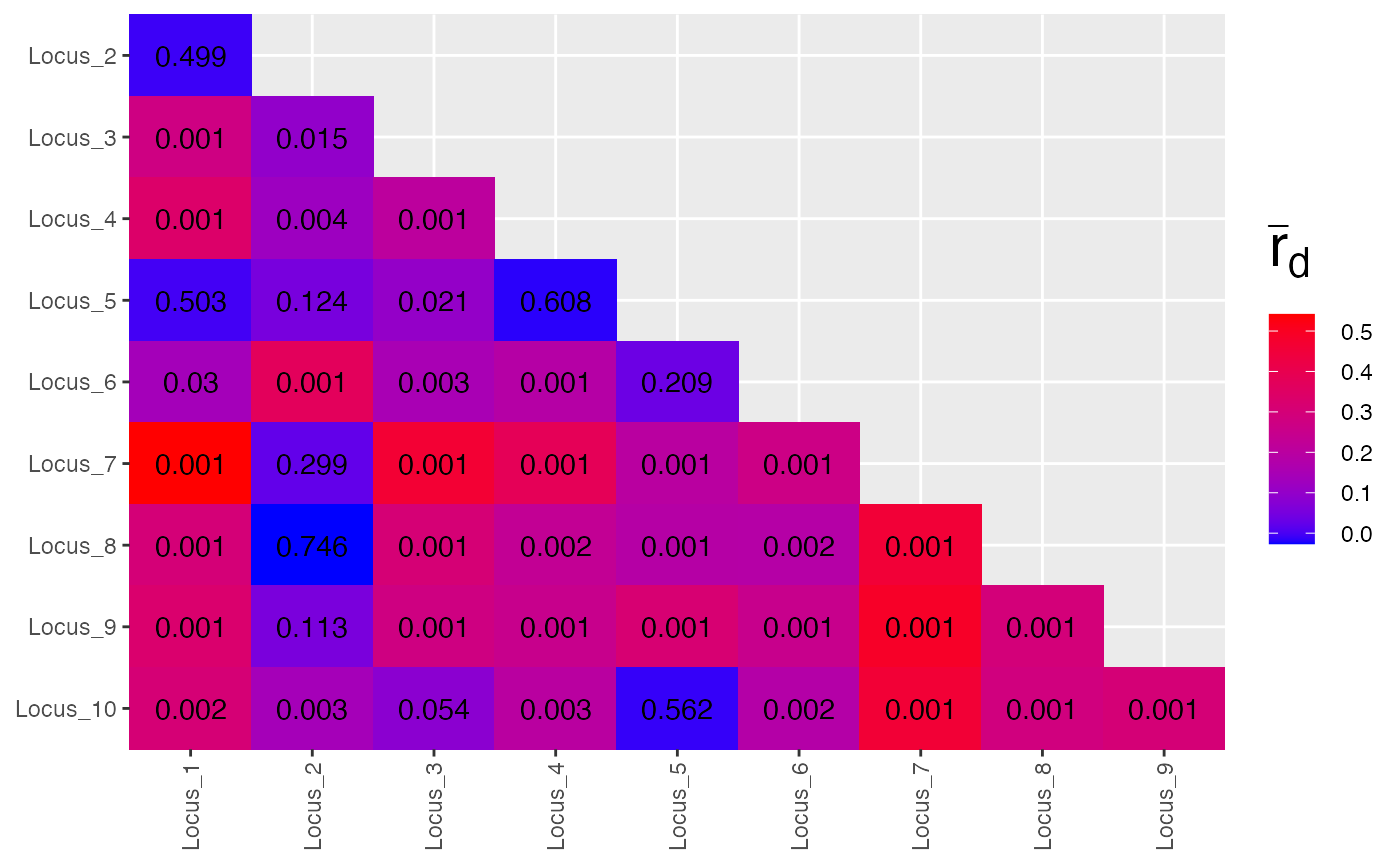 Locus_2 0.499
Locus_3 0.001 0.015
Locus_4 0.001 0.004 0.001
Locus_5 0.503 0.124 0.021 0.608
Locus_6 0.03 0.001 0.003 0.001 0.209
Locus_7 0.001 0.299 0.001 0.001 0.001 0.001
Locus_8 0.001 0.746 0.001 0.002 0.001 0.002 0.001
Locus_9 0.001 0.113 0.001 0.001 0.001 0.001 0.001 0.001
Locus_10 0.002 0.003 0.054 0.003 0.562 0.002 0.001 0.001 0.001
Locus_1 Locus_2 Locus_3 Locus_4 Locus_5 Locus_6 Locus_7 Locus_8 Locus_9
r̅d
0.5
0.4
0.3
0.2
0.1
0.0